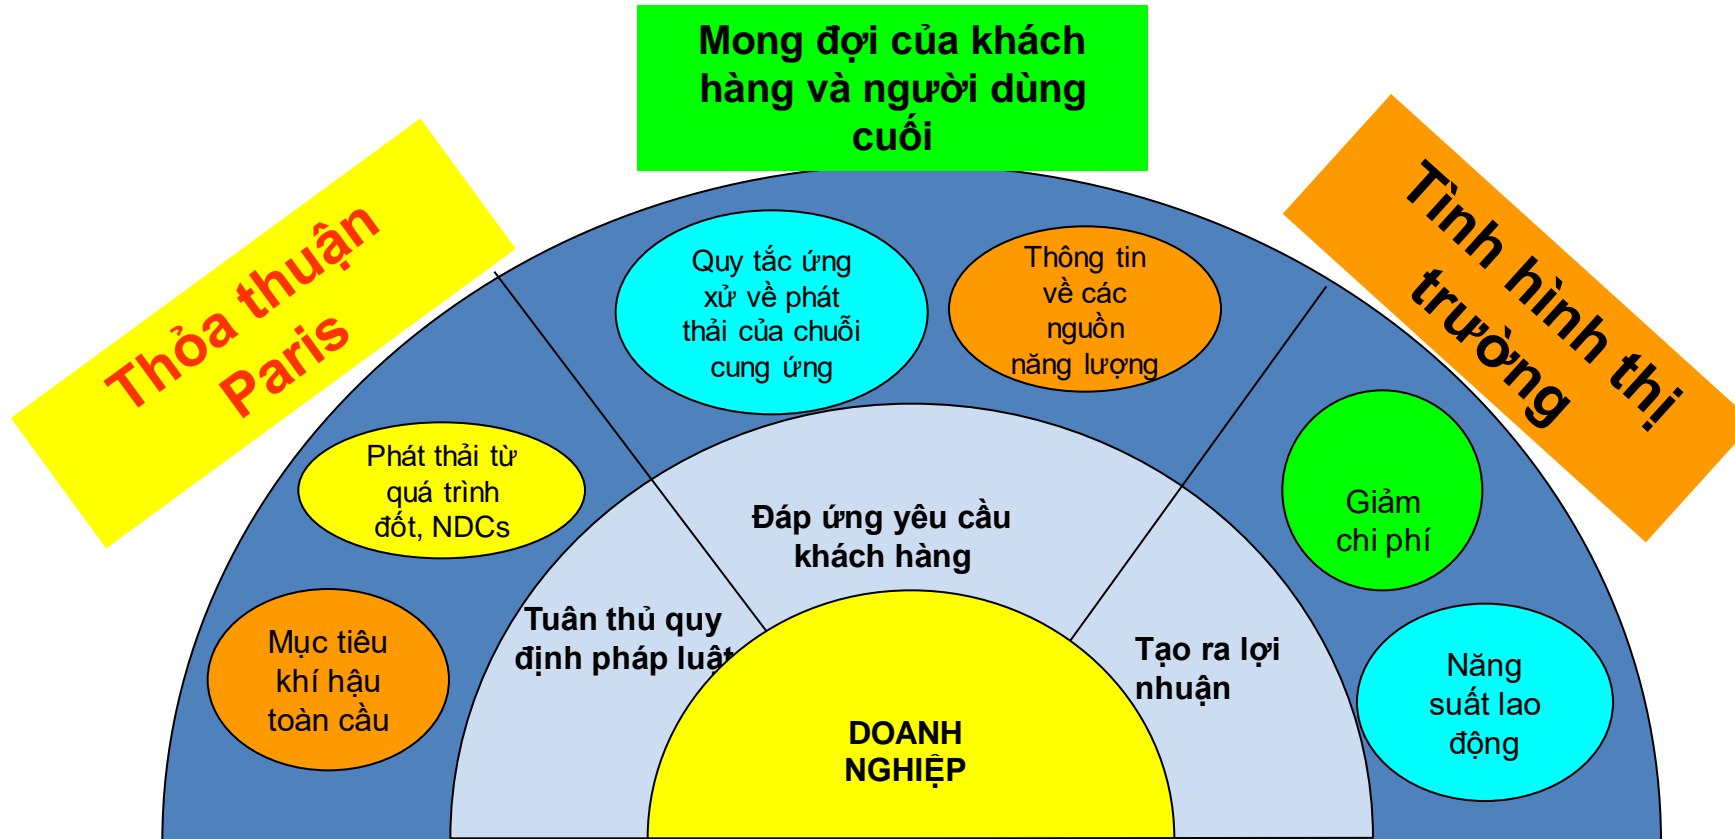 Mong đợi của khách
hàng và người dùng
cuối
Thỏa thuận
Paris
Tình hình thị
trường
Quy tắc ứng
xử về phát
thải của chuỗi
cung ứng
Thông tin
về các
nguồn
năng lượng
Phát thải từ
quá trình
đốt, NDCs
Mục tiêu
khí hậu
toàn cầu
Giảm
chi phí
Năng
suất lao
động
Đáp ứng yêu cầu
khách hàng
Tuân thủ quy
định pháp luật
Tạo ra lợi
nhuận
DOANH
NGHIỆP